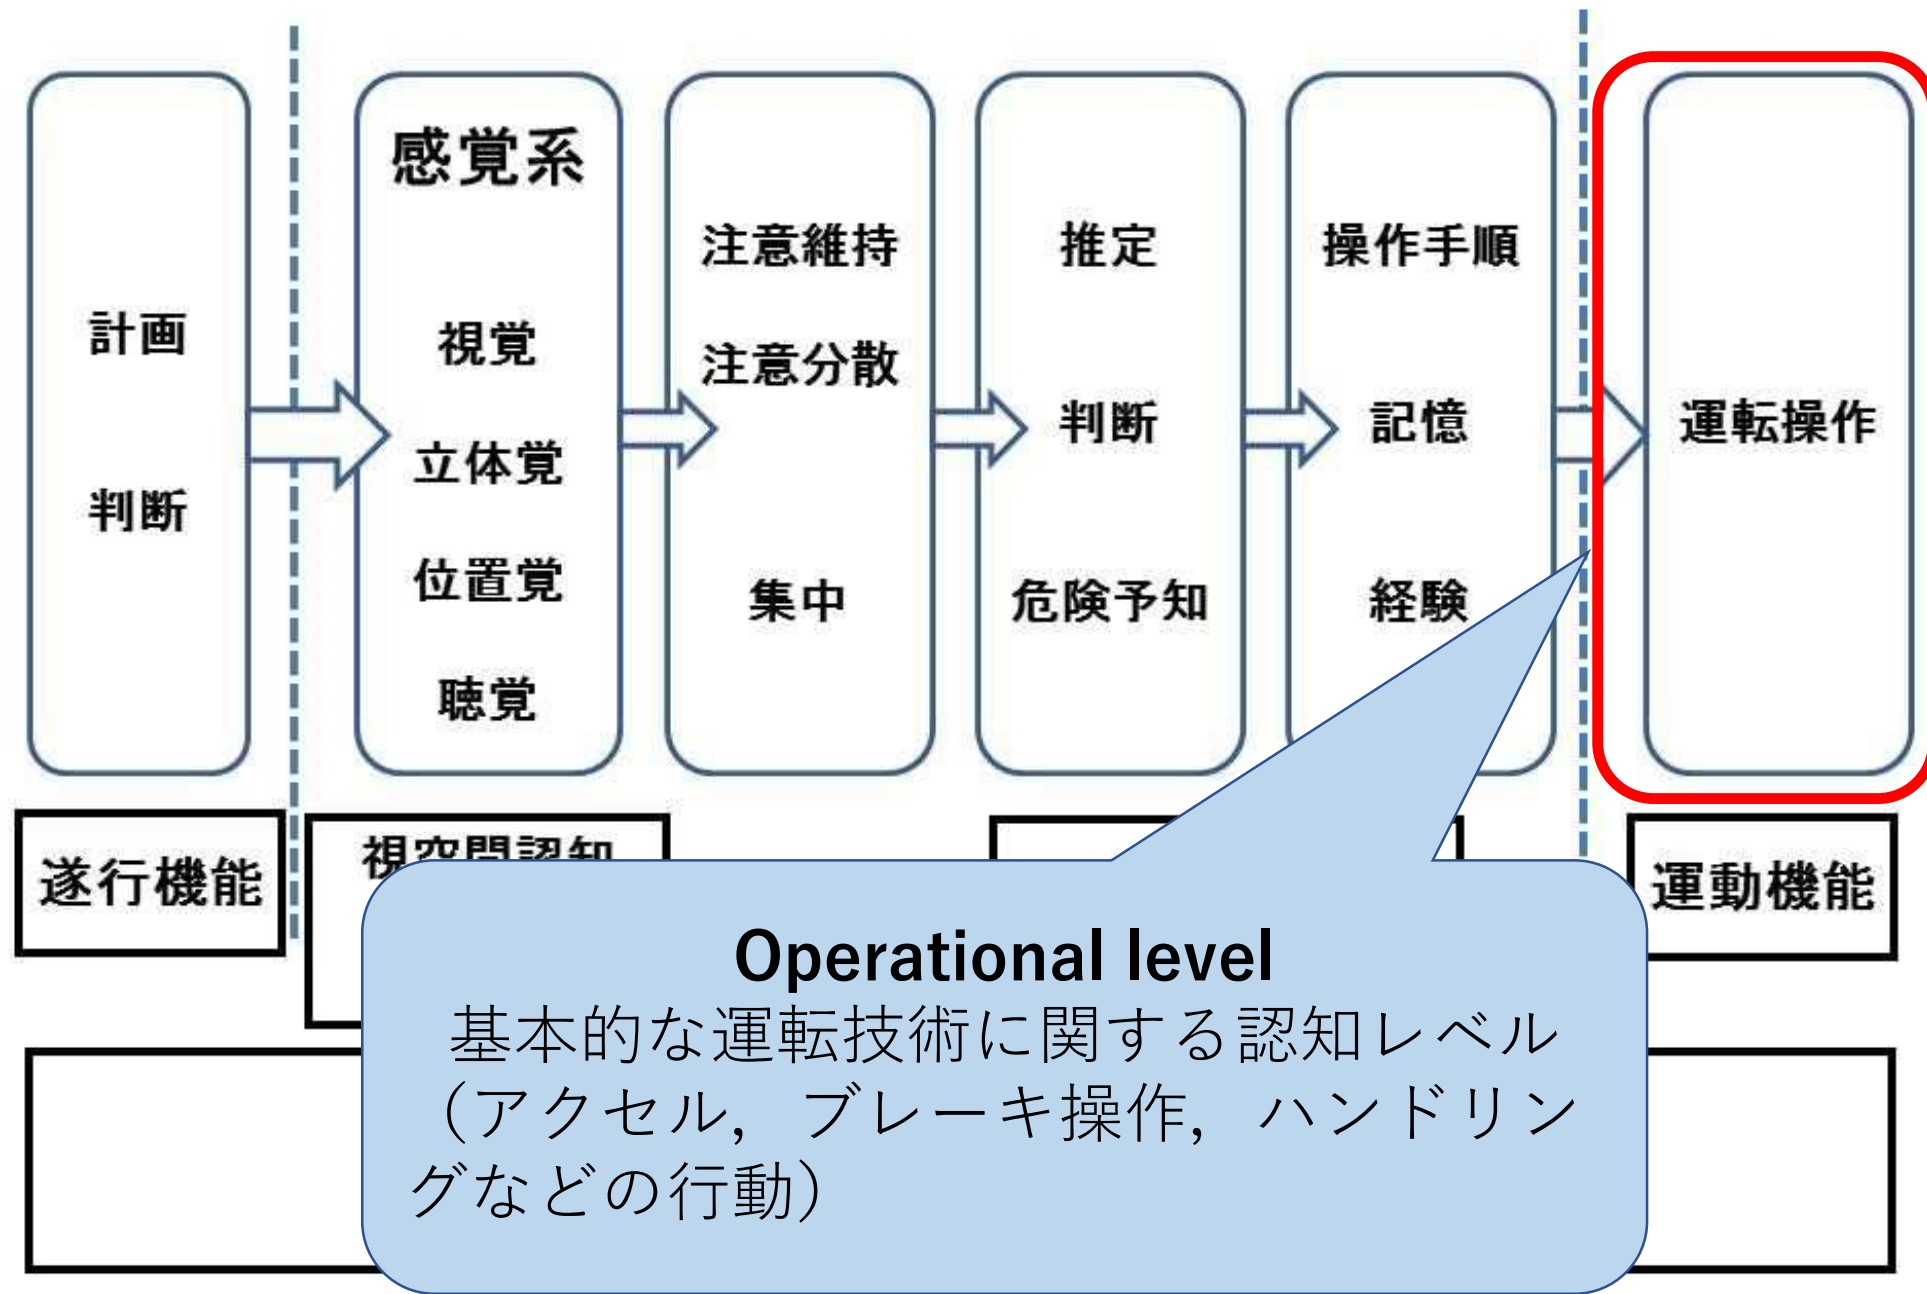 計画
判断
感覚系
視覚
立体覚
位置覚
聴覚
注意維持
注意分散
集中
推定
判断
危険予知
操作手順
記憶
経験
運転操作
遂行機能
視空間認知
運動機能
Operational level
基本的な運転技術に関する認知レベル
（アクセル，ブレーキ操作，ハンドリン
グなどの行動）